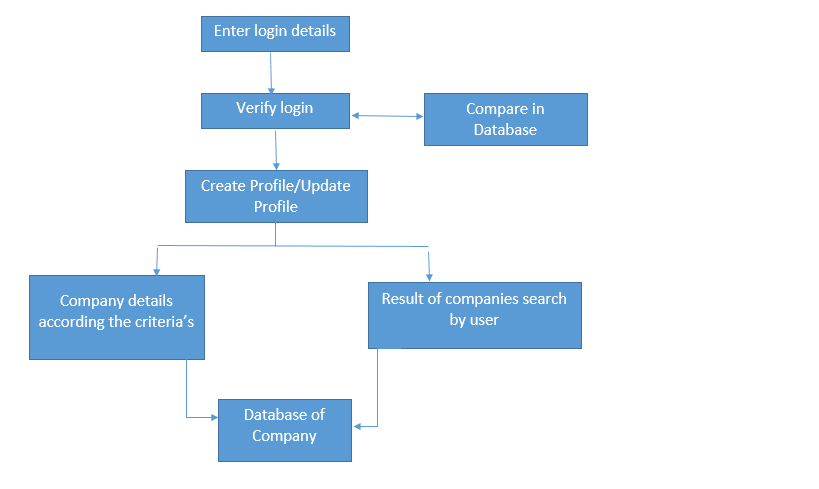 Enter login details
Verify login
Compare in
Database
Create Profile/Update
Profile
Company details
according the criteria’s
Result of companies search
by user
Database of
Company